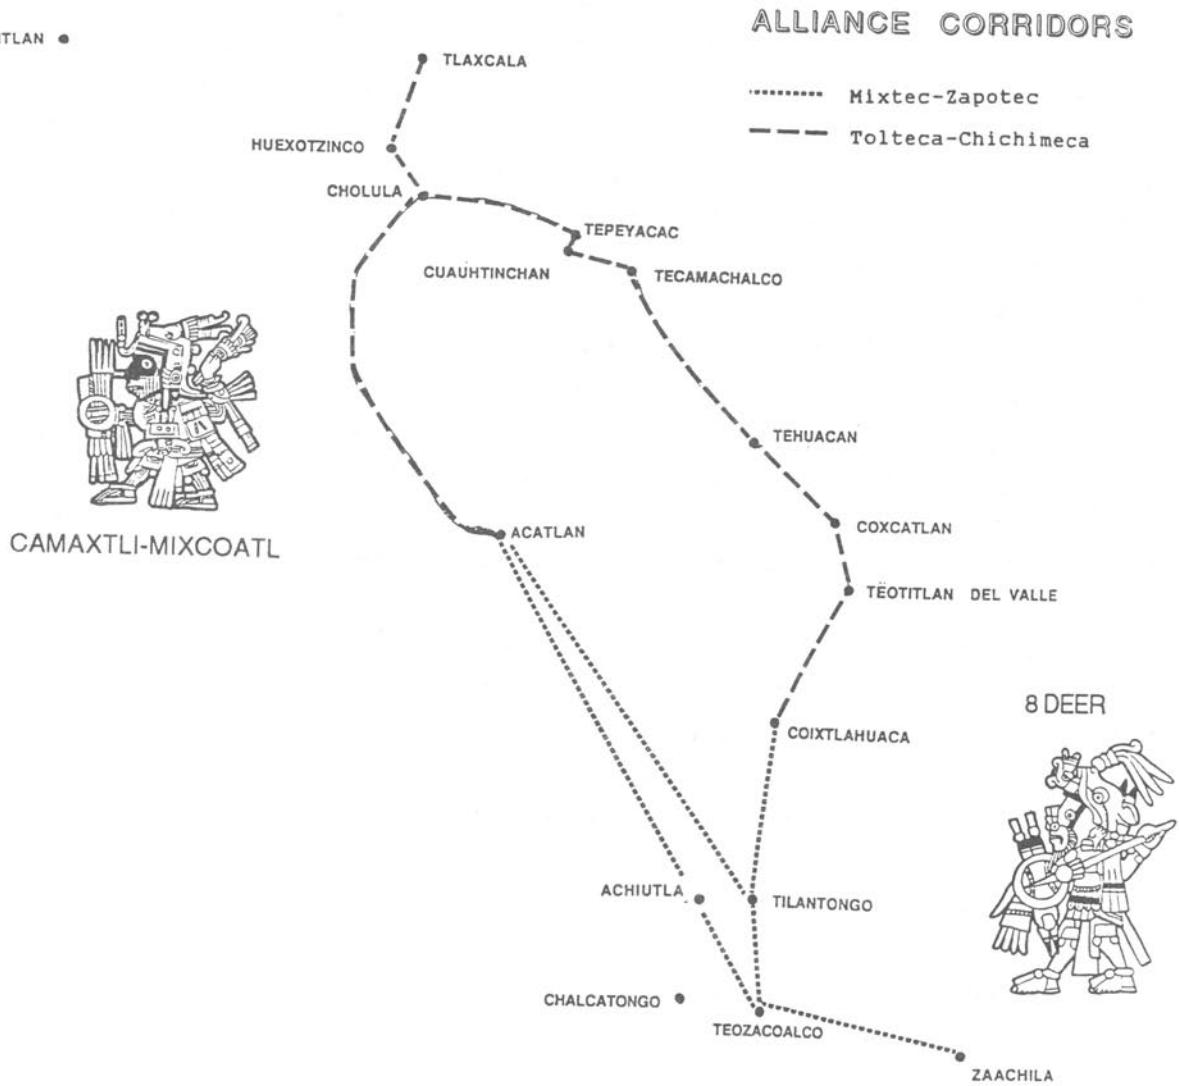 ALLIANCE CORRIDORS
TLAN
TLAXCALA
Mixtec-Zapotec
Tolteca-Chichimeca
HUEXOTZINCO
CHOLULA
TEPEYACAC
CUAUHTINCHAN
TECAMACHALCO
TEHUACAN
COXCATLAN
ACATLAN
CAMAXTLI-MIXCOATL
TËOTITLAN DEL VALLE
8 DEER
COIXTLAHUACA
ACHIUTLA
TILANTONGO
CHALCATONGO
TEOZACOALCO
ZAACHILA